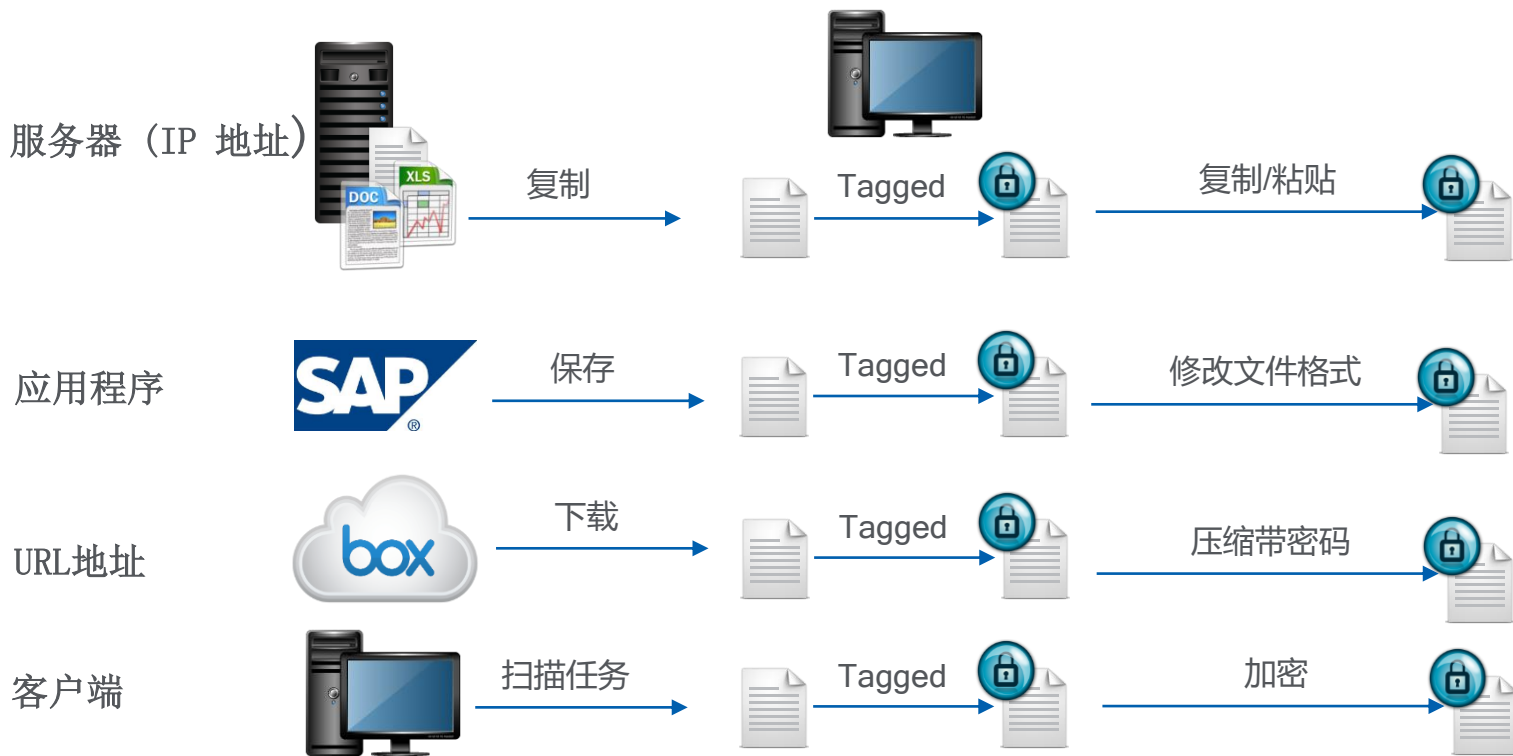 服务器 (IP 地址)
DOC
XLS
复制
Tagged
复制/粘贴
应用程序
SAP
®
保存
Tagged
修改文件格式
URL地址
box
下载
Tagged
压缩带密码
客户端
扫描任务
Tagged
加密